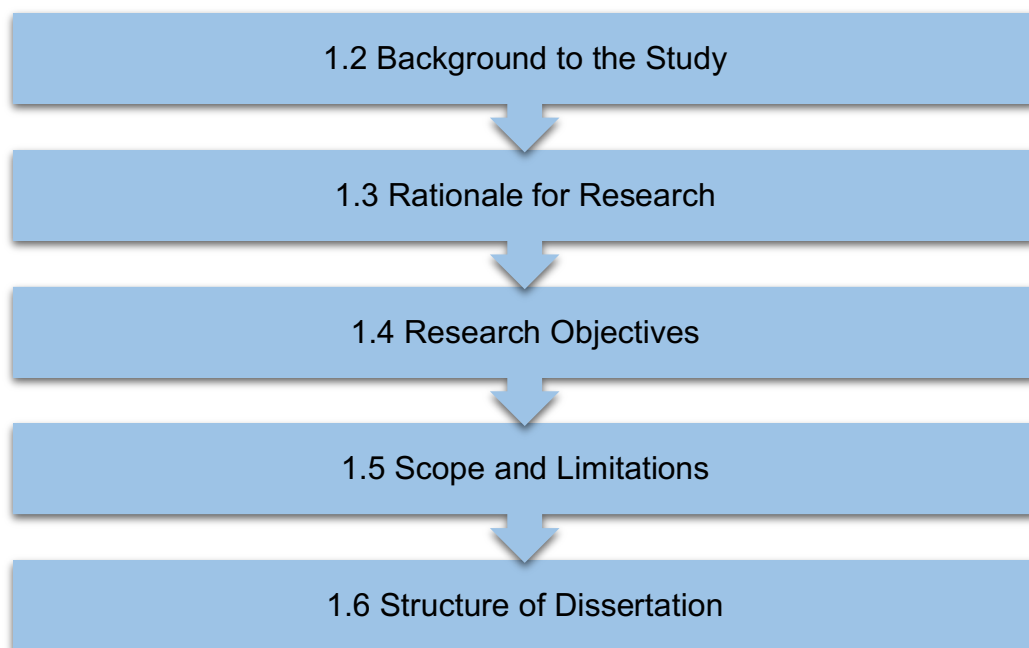 1.2 Background to the Study
1.3 Rationale for Research
1.4 Research Objectives
1.5 Scope and Limitations
1.6 Structure of Dissertation